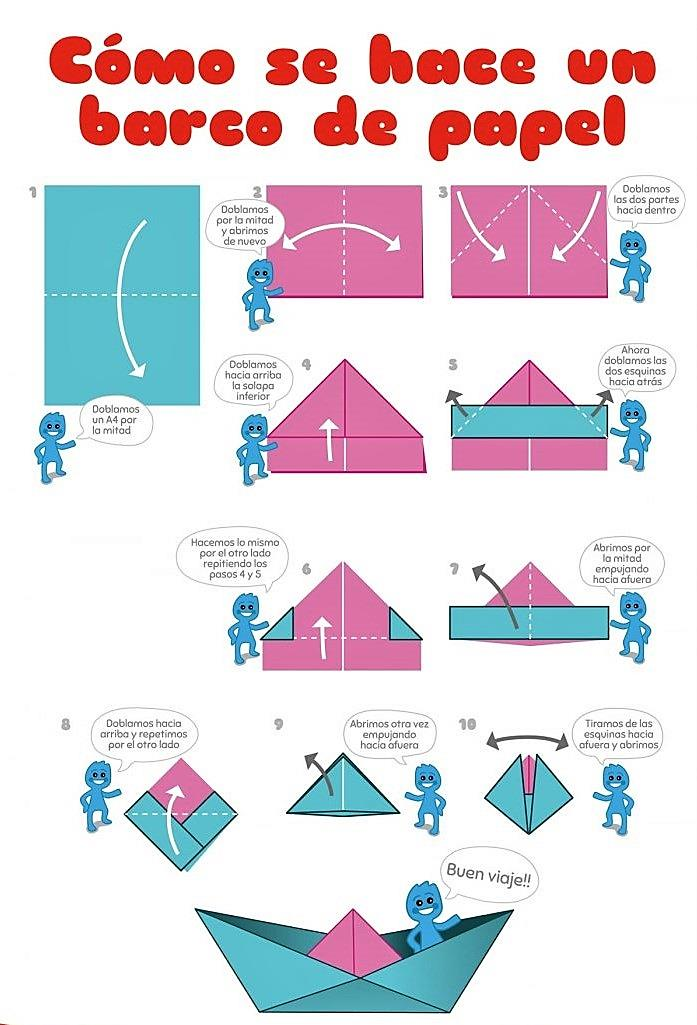 Cómo se hace un
barco de papel
1
Doblamos
un A4 por
la mitad
2
Doblamos
por la mitad
y abrimos
de nuevo
3
Doblamos
las dos partes
hacia dentro
4
Doblamos
hacia arriba
la solapa
inferior
5
Ahora
doblamos las
dos esquinas
hacia atrás
6
Hacemos lo mismo
por el otro lado
repitiendo los
pasos 4 y 5
7
Abrimos por
la mitad
empujando
hacia afuera
8
Doblamos hacia
arriba y repetimos
por el otro lado
9
Abrimos otra vez
empujando
hacia afuera
10
Tiramos de las
esquinas hacia
afuera y abrimos
Buen viaje!!